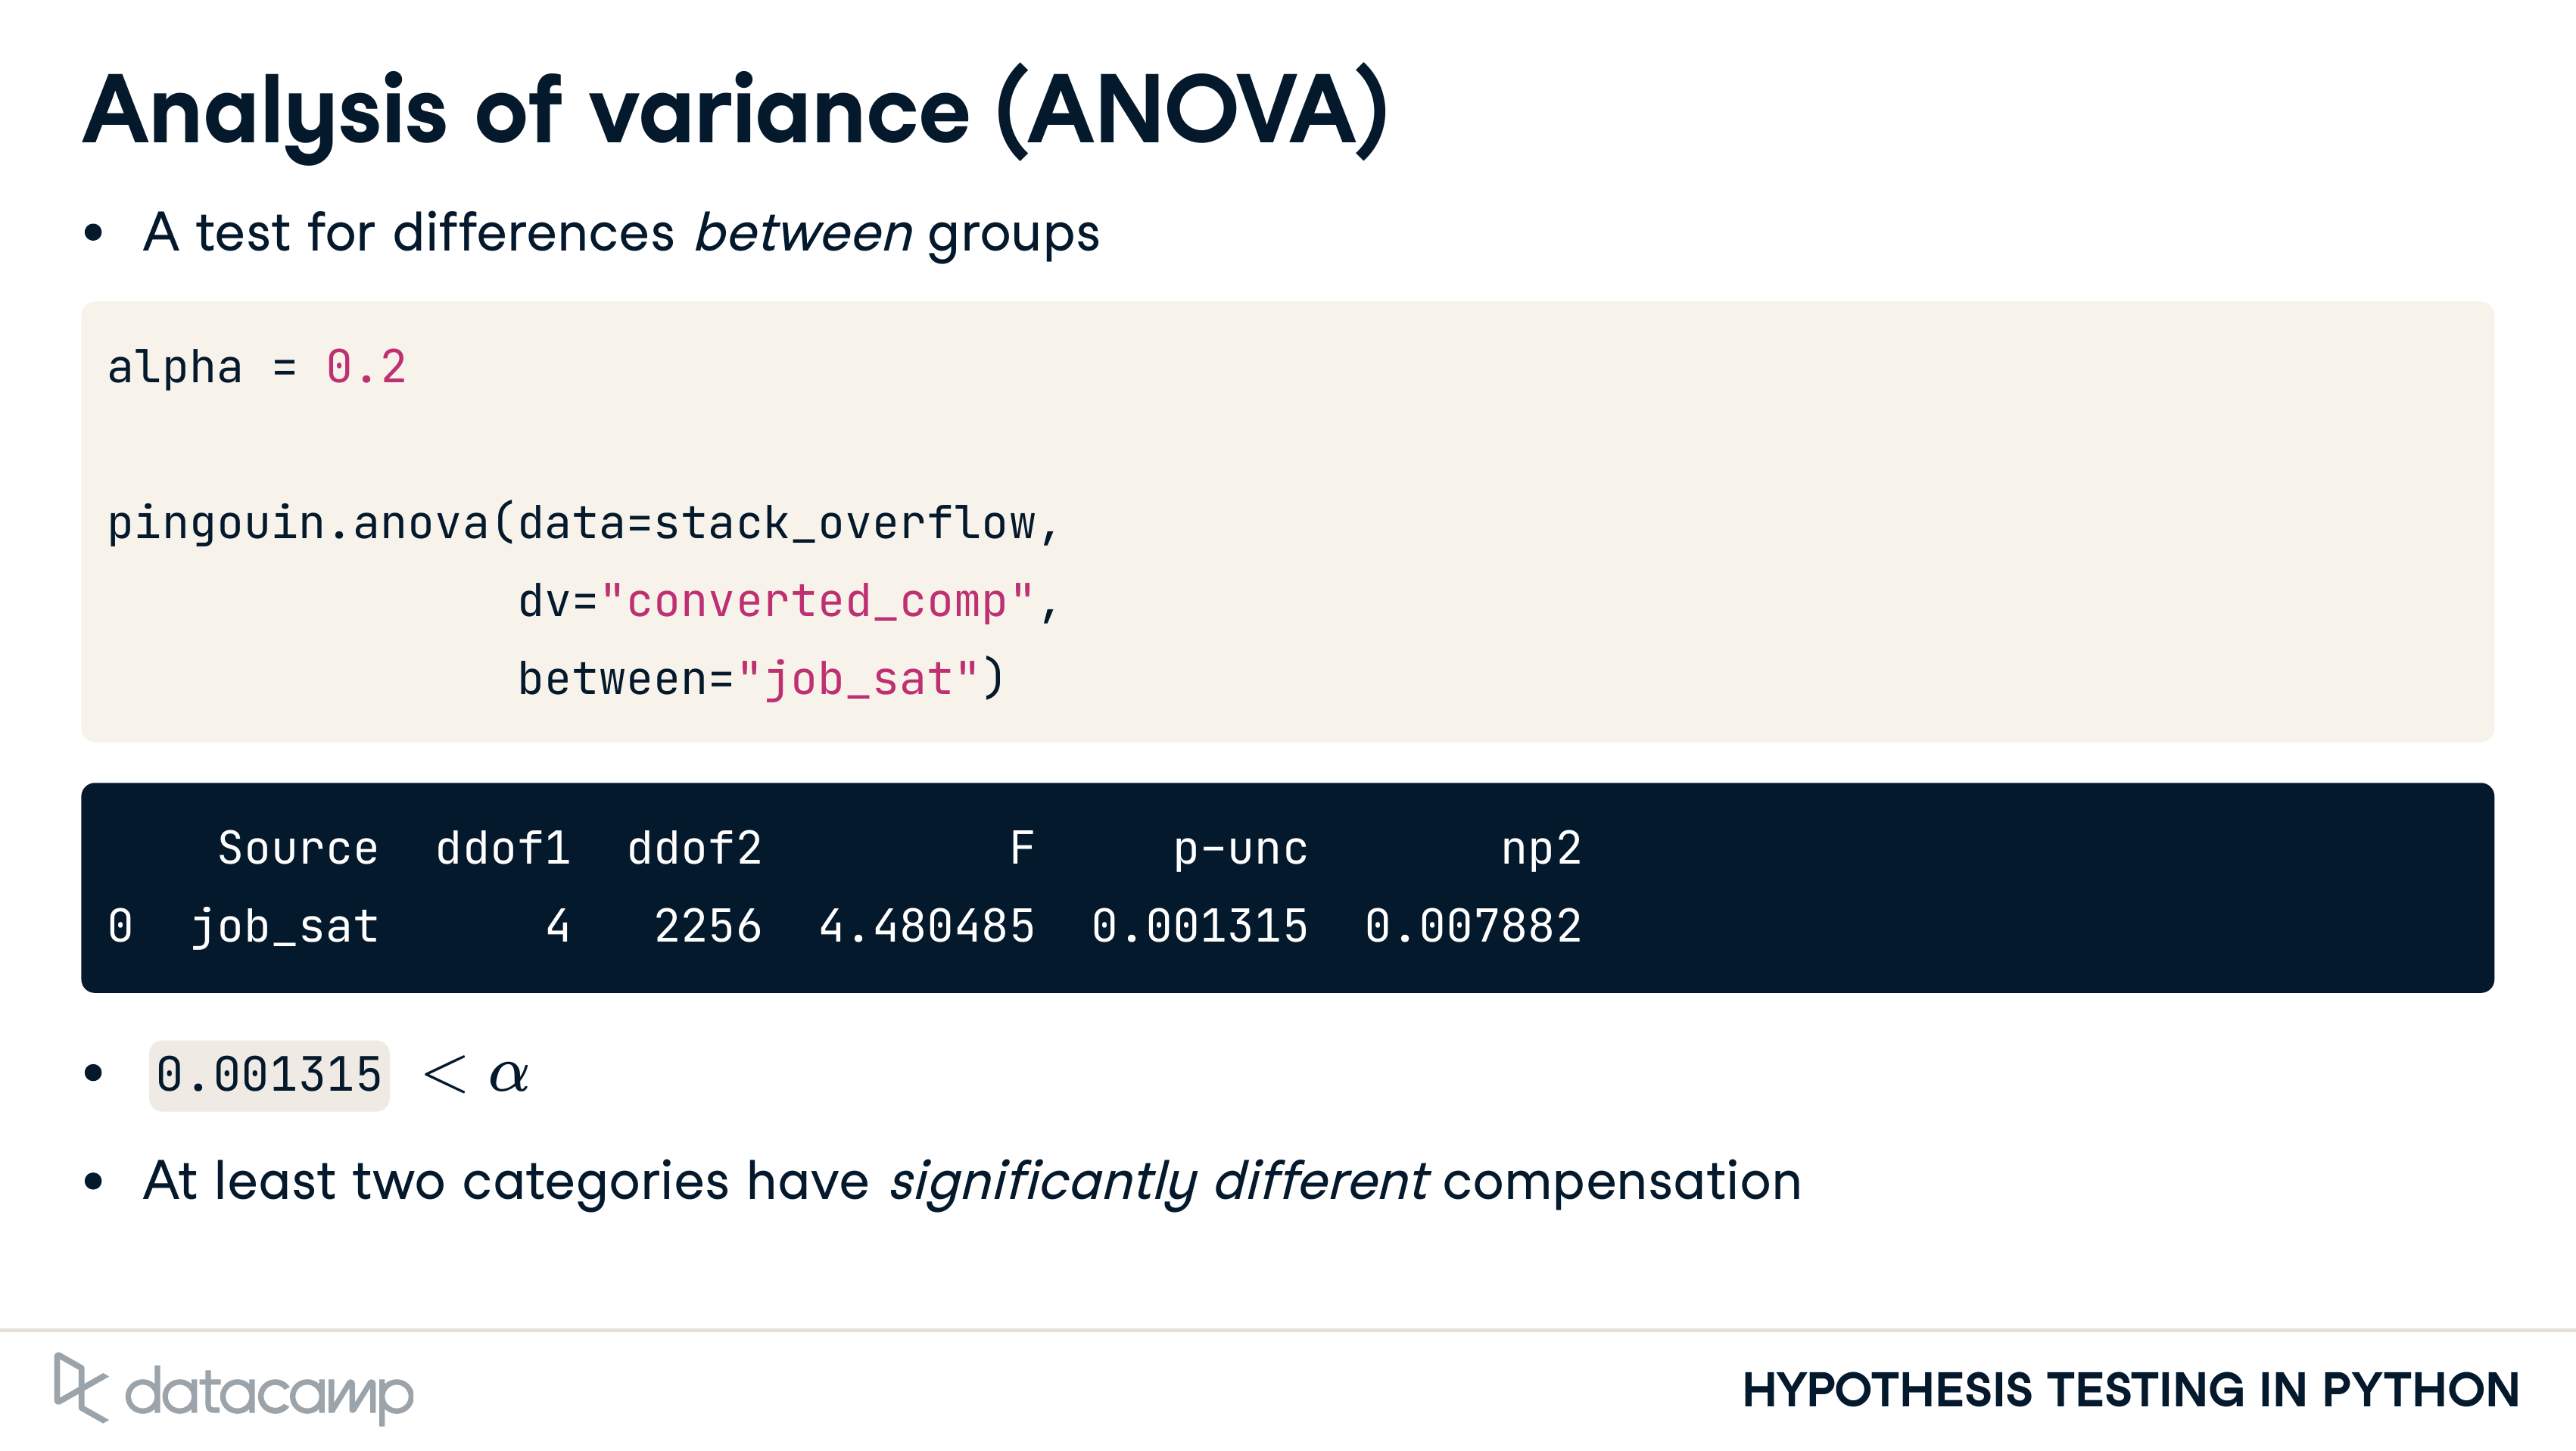 Analysis of variance (ANOVA)
• A test for differences between groups
alpha = 0.2
pingouin.anova(data=stack_overflow,
dv="converted_comp",
between="job_sat")
Source ddof1 ddof2 F p-unc np2
0 job_sat 4 2256 4.480485 0.001315 0.007882
• 0.001315 < α
• At least two categories have significantly different compensation
datacamp
HYPOTHESIS TESTING IN PYTHON